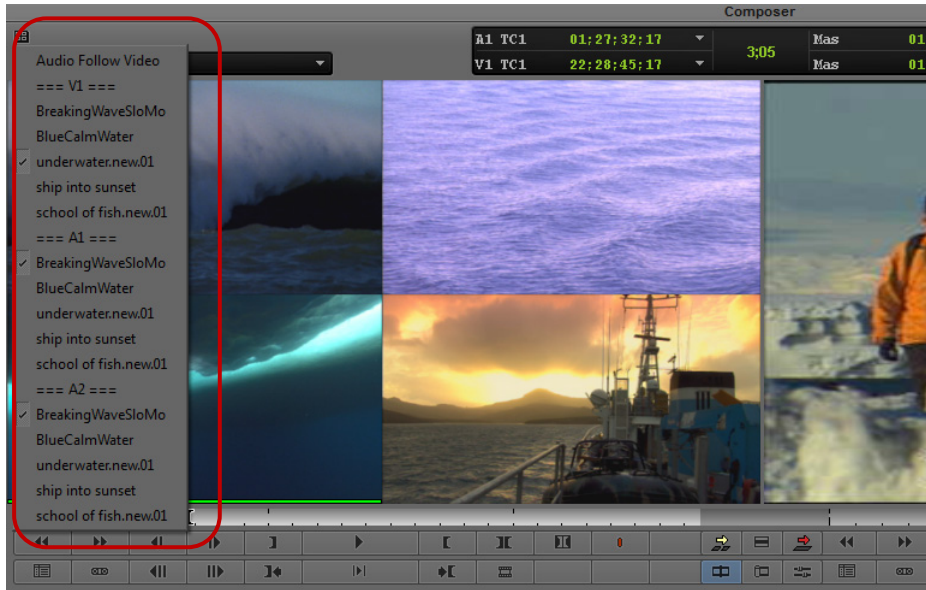 Composer
A1 TC1 01;27;32;17 3;05 Mas 01
V1 TC1 22;28;45;17 Mas 01
Audio Follow Video
=== V1 ===
BreakingWaveSloMo
BlueCalmWater
underwater.new.01
ship into sunset
school of fish.new.01
=== A1 ===
BreakingWaveSloMo
BlueCalmWater
underwater.new.01
ship into sunset
school of fish.new.01
=== A2 ===
BreakingWaveSloMo
BlueCalmWater
underwater.new.01
ship into sunset
school of fish.new.01
0